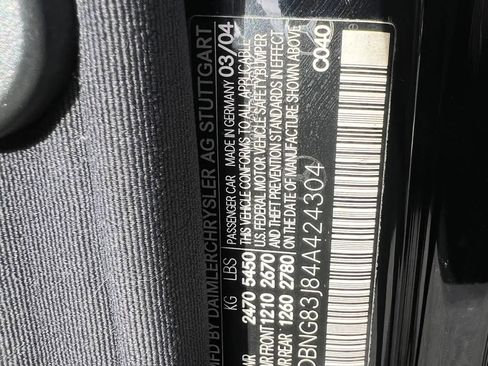 MFD BY DAIMLERCHRYSLER AG STUTTGART
PASSENGER CAR MADE IN GERMANY 03/04
KG LBS THIS VEHICLE CONFORMS TO ALL APPLICABLE
2470 5450 U.S. FEDERAL MOTOR VEHICLE SAFETY, BUMPER
FRONT 1210 2670 AND THEFT PREVENTION STANDARDS IN EFFECT
REAR 1260 2780 ON THE DATE OF MANUFACTURE SHOWN ABOVE
DBNG83J84A424304 C040